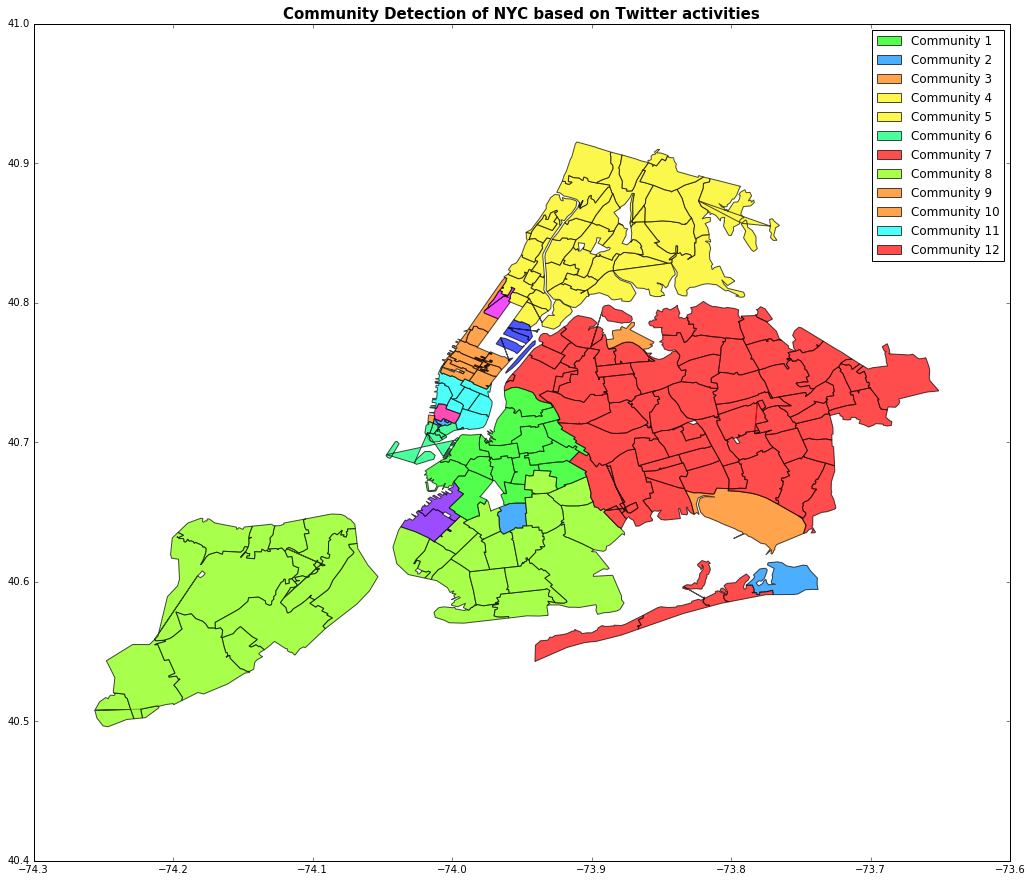 Community Detection of NYC based on Twitter activities
41.0
40.9
40.8
40.7
40.6
40.5
40.4
Community 1
Community 2
Community 3
Community 4
Community 5
Community 6
Community 7
Community 8
Community 9
Community 10
Community 11
Community 12
−74.3 −74.2 −74.1 −74.0 −73.9 −73.8 −73.7 −73.6